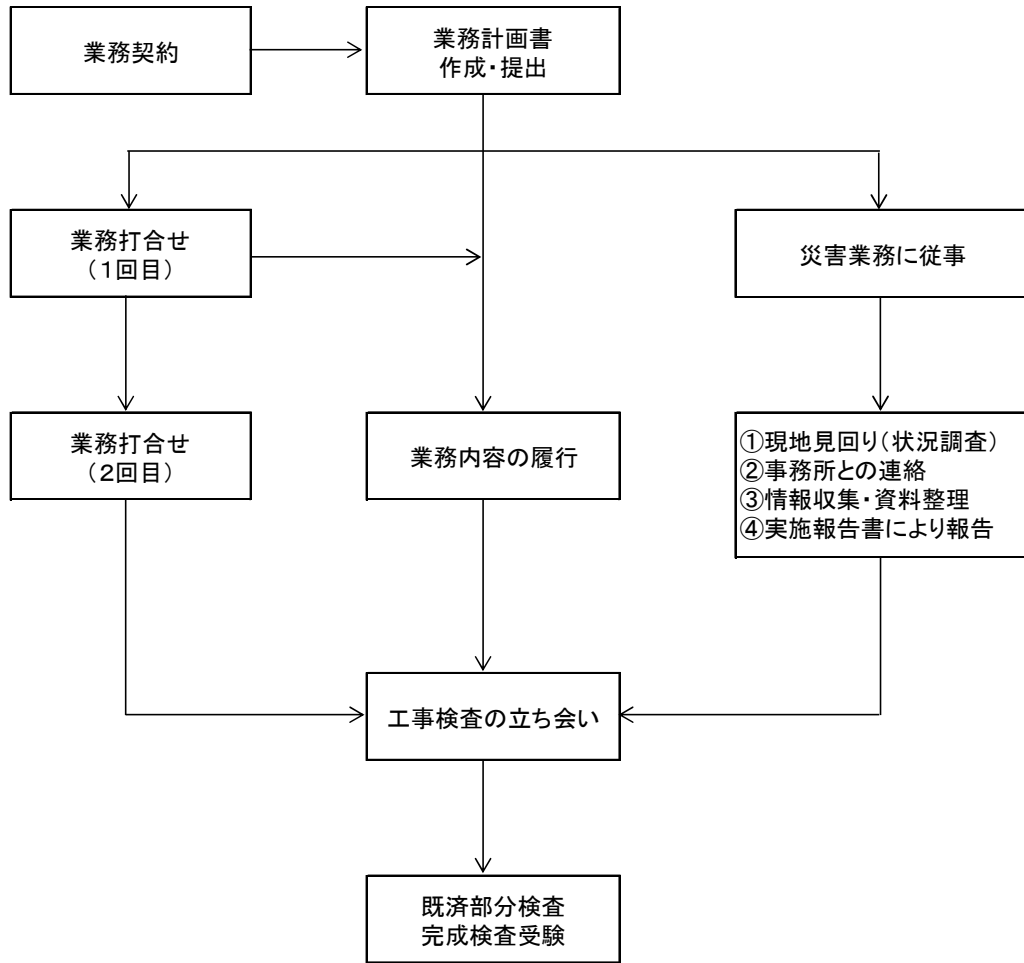 業務契約
業務計画書
作成・提出
業務打合せ
（１回目）
災害業務に従事
業務打合せ
（２回目）
業務内容の履行
①現地見回り（状況調査）
②事務所との連絡
③情報収集・資料整理
④実施報告書により報告
工事検査の立ち会い
既済部分検査
完成検査受験